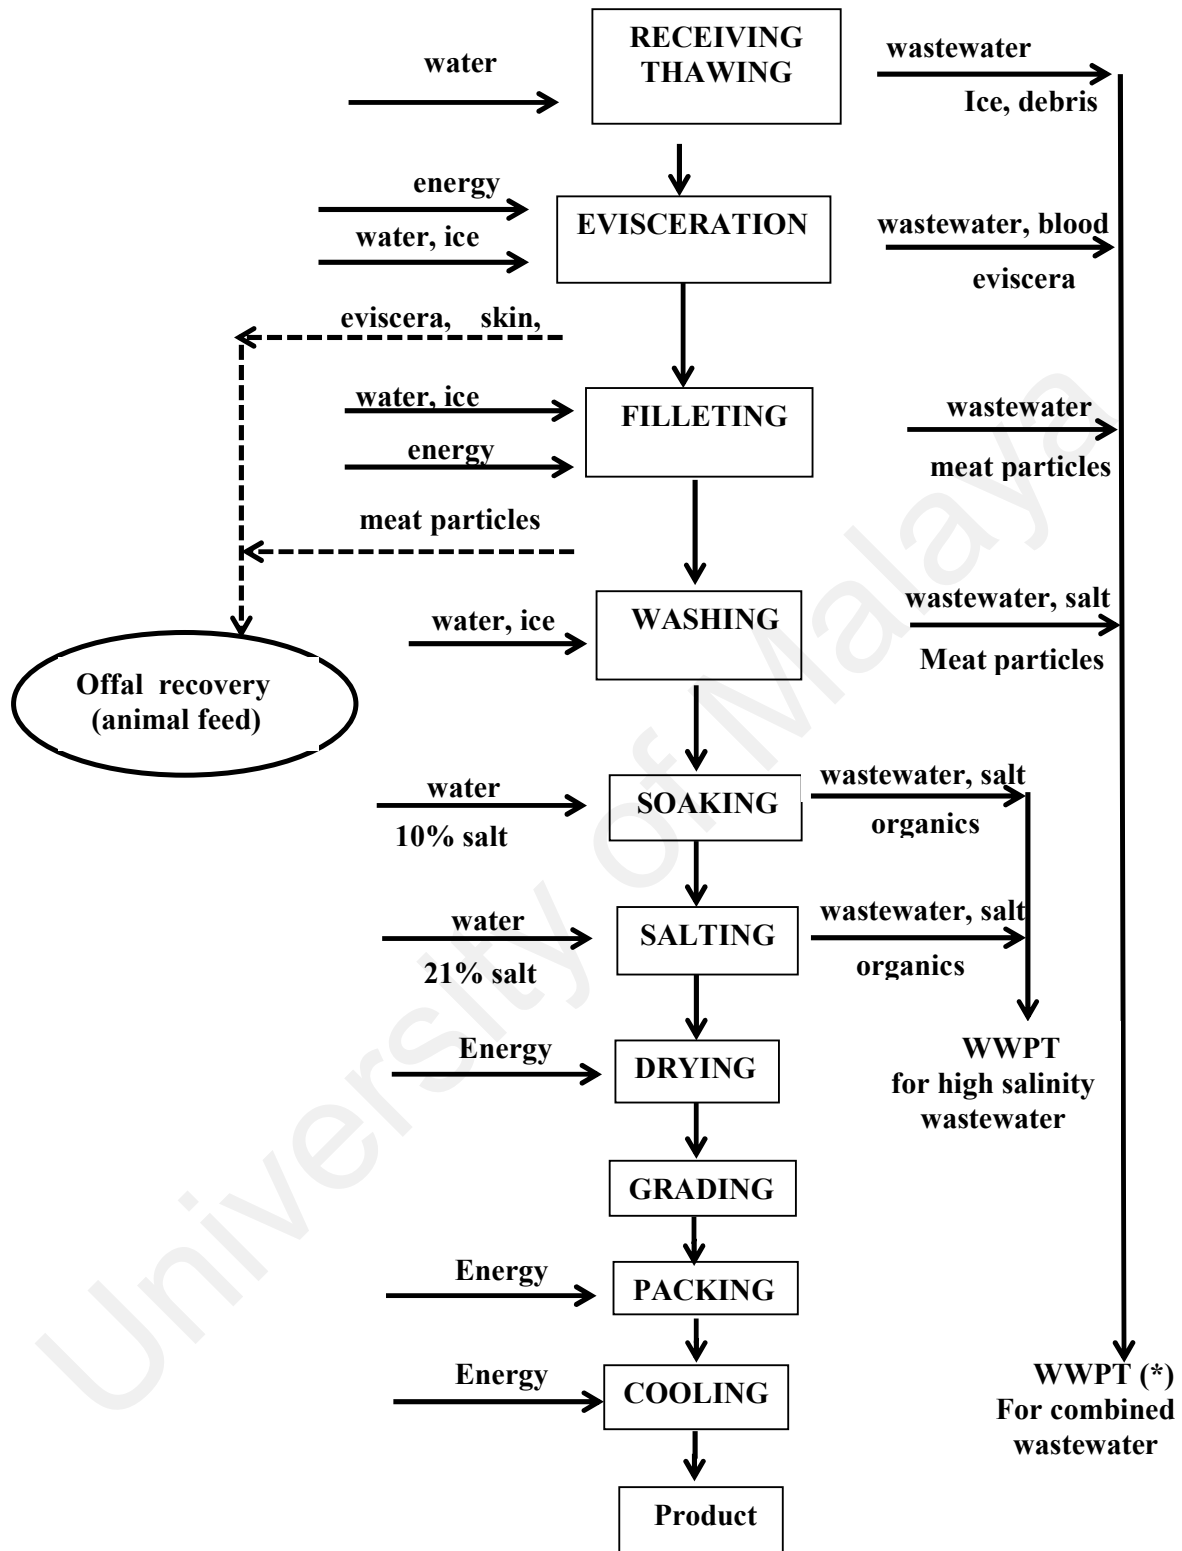 RECEIVING
THAWING
water
wastewater
Ice, debris
energy
water, ice
EVISCERATION
wastewater, blood
eviscera
eviscera, skin,
water, ice
energy
FILLETING
wastewater
meat particles
meat particles
water, ice
WASHING
wastewater, salt
Meat particles
Offal recovery
(animal feed)
water
10% salt
SOAKING
wastewater, salt
organics
water
21% salt
SALTING
wastewater, salt
organics
Energy
DRYING
WWPT
for high salinity
wastewater
GRADING
Energy
PACKING
Energy
COOLING
WWPT (*)
For combined
wastewater
Product
University of Malaya